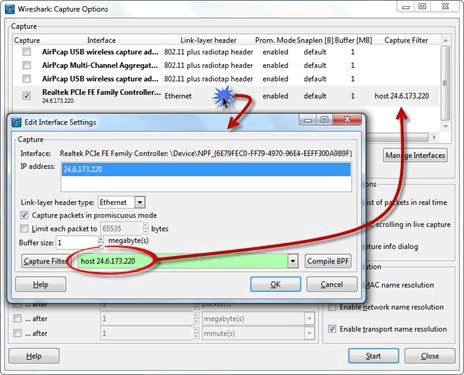 Wireshark: Capture Options
Capture
Capture Interface Link-layer header Prom. Mode Snaplen [B] Buffer [MB] Capture Filter
AirPcap USB wireless capture ad... 802.11 plus radiotap header enabled default 1
AirPcap Multi-Channel Aggregat... 802.11 plus radiotap header enabled default 1
AirPcap USB wireless capture ad... 802.11 plus radiotap header enabled default 1
Realtek PCIe FE Family Controller... Ethernet enabled default 1 host 24.6.173.220
24.6.173.220
Edit Interface Settings
Capture
Interface: Realtek PCIe FE Family Controller: \Device\NPF_{6E79FEC0-FF79-4970-96E4-EEFF300A9B9F}
IP address:
24.6.173.220
Manage Interfaces
Link-layer header type: Ethernet
Capture packets in promiscuous mode
Limit each packet to 65535 bytes
Buffer size: 1 megabyte(s)
Capture Filter host 24.6.173.220 Compile BPF
Help OK Cancel
list of packets in real time
scrolling in live capture
info dialog
MAC name resolution
... after 1
... after 1 megabyte(s)
... after 1 minute(s)
Enable network name resolution
Enable transport name resolution
Help Start Close